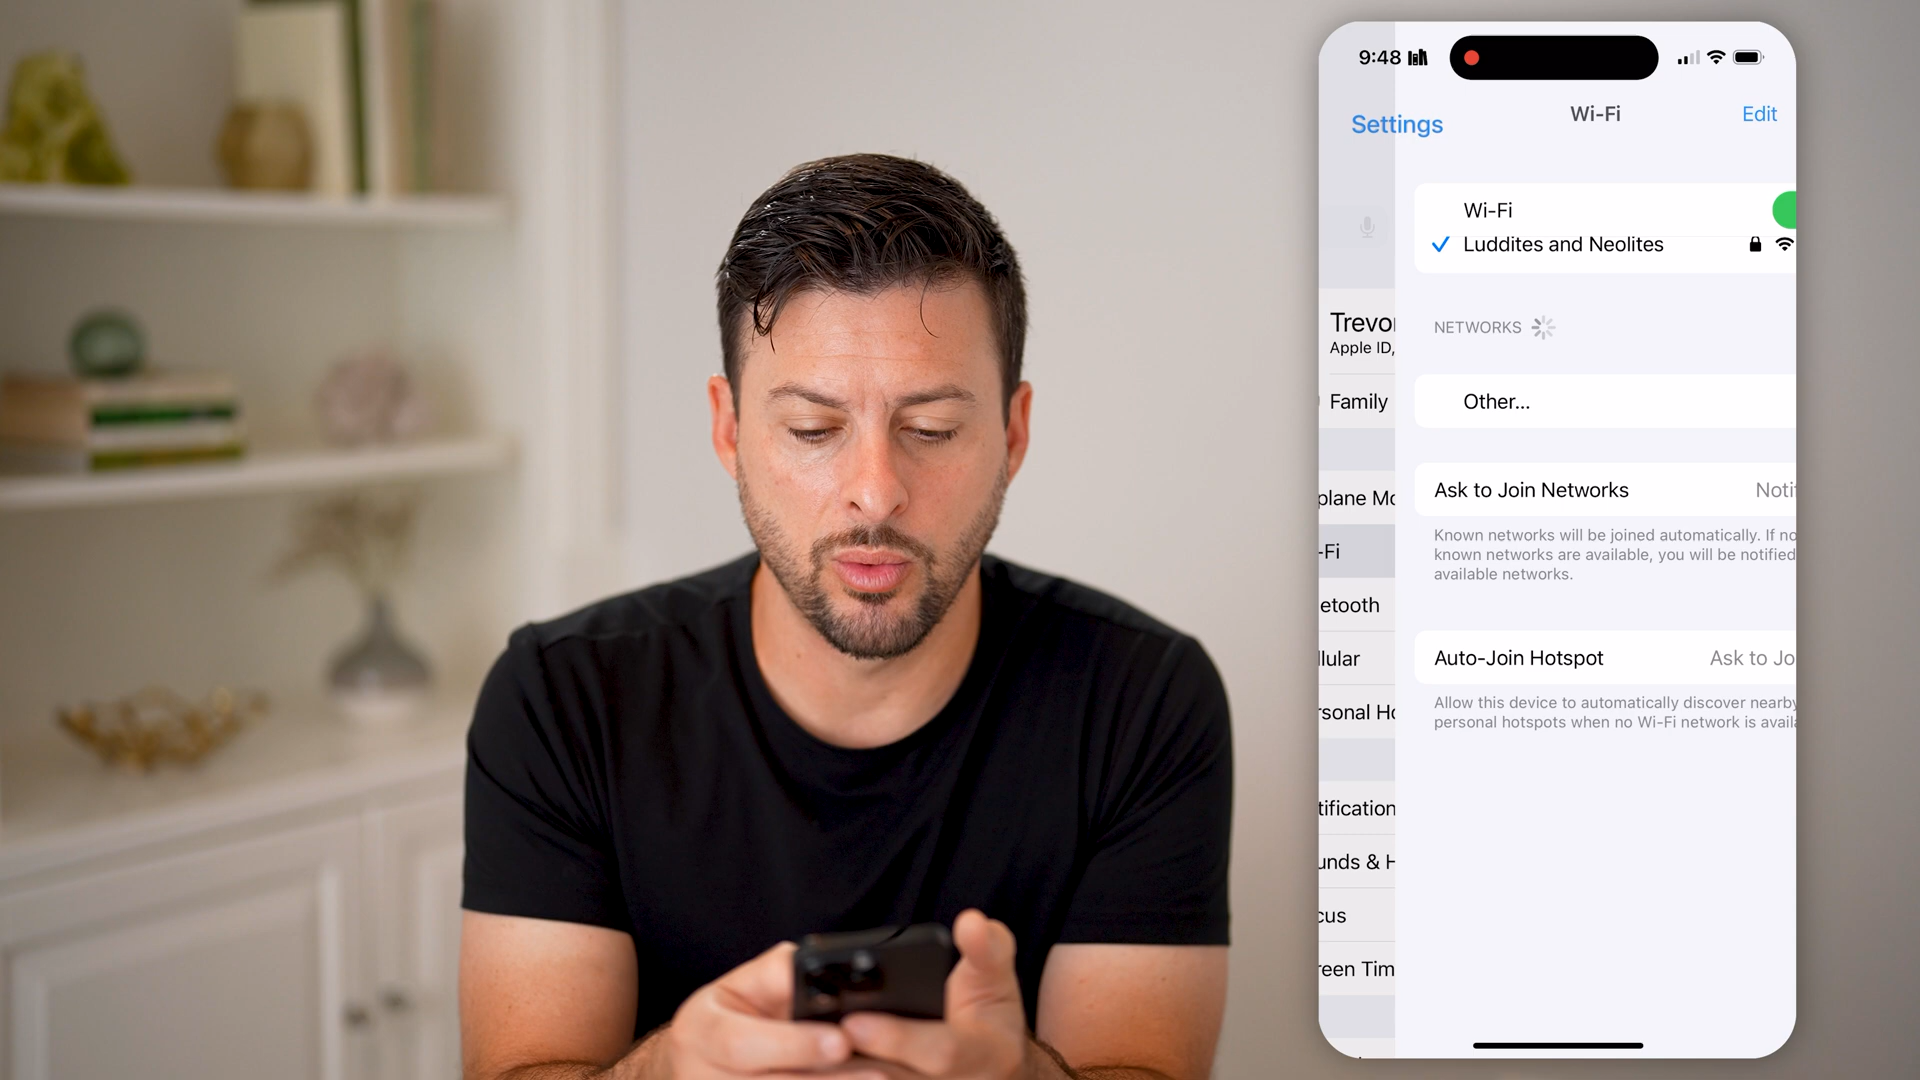 9:48
Settings
Wi-Fi
Edit
Wi-Fi
Luddites and Neolites
NETWORKS
Other...
Ask to Join Networks
Noti
Known networks will be joined automatically. If no
known networks are available, you will be notified
available networks.
Auto-Join Hotspot
Ask to Jo
Allow this device to automatically discover nearby
personal hotspots when no Wi-Fi network is availa
Trevo
Apple ID,
Family
plane Mo
-Fi
etooth
llular
rsonal Ho
tification
unds & H
cus
reen Tim